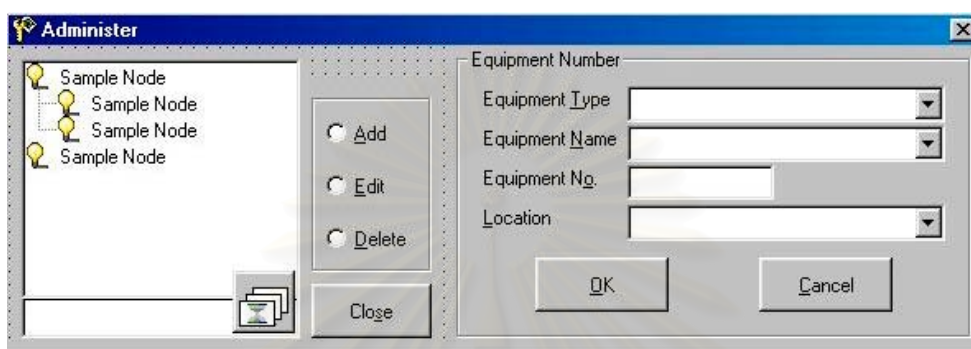 Administer
Sample Node
Sample Node
Sample Node
Sample Node
Add
Edit
Delete
Close
Equipment Number
Equipment Type
Equipment Name
Equipment No.
Location
OK
Cancel